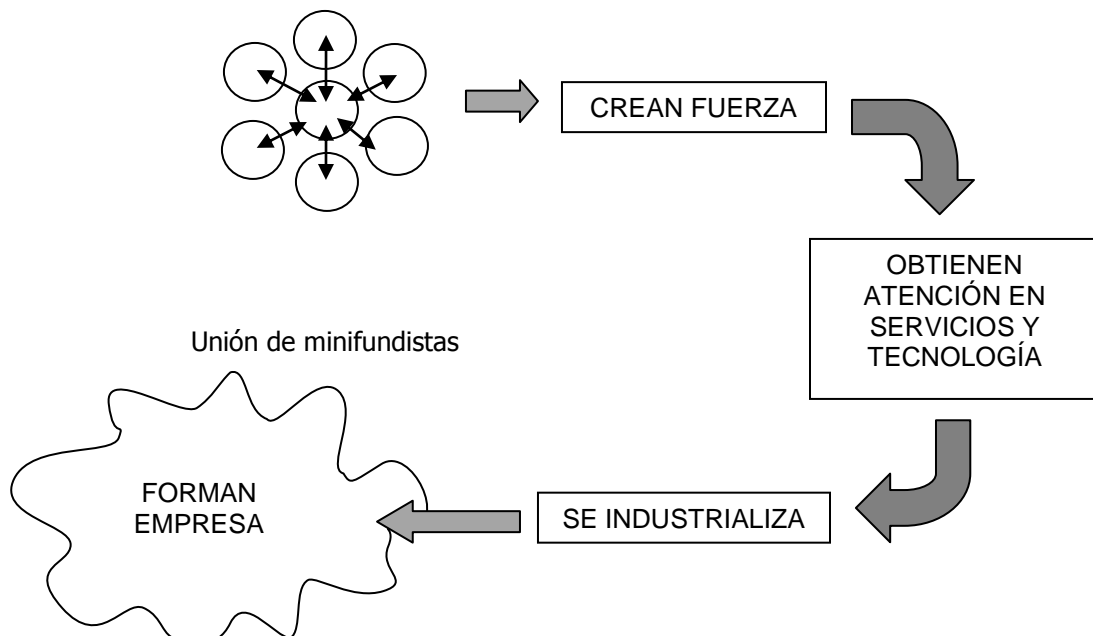 CREAN FUERZA
OBTIENEN
ATENCIÓN EN
SERVICIOS Y
TECNOLOGÍA
Unión de minifundistas
FORMAN
EMPRESA
SE INDUSTRIALIZA